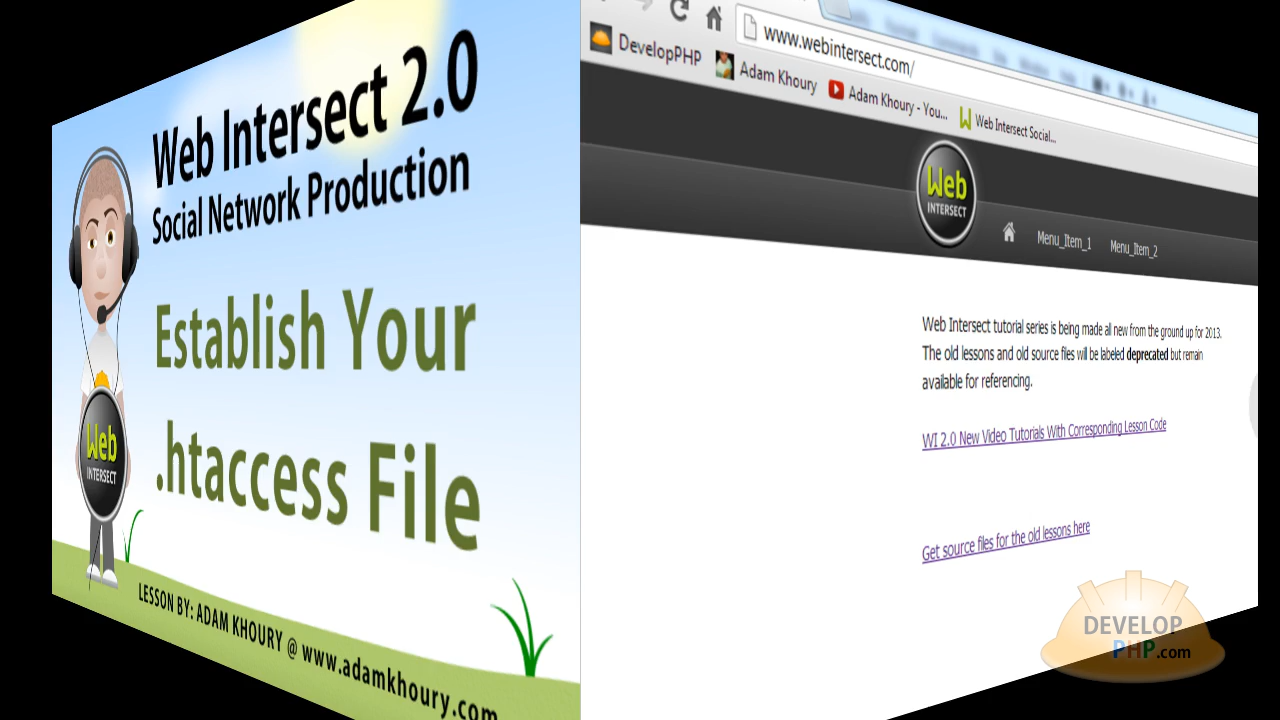 Web Intersect 2.0
Social Network Production
Establish Your
.htaccess File
Web
INTERSECT
LESSON BY: ADAM KHOURY @ www.adamkhoury.com
www.webintersect.com/
DevelopPHP
Adam Khoury
Adam Khoury - You...
Web Intersect Social...
Web
INTERSECT
Menu_Item_1
Menu_Item_2
Web Intersect tutorial series is being made all new from the ground up for 2013.
The old lessons and old source files will be labeled deprecated but remain
available for referencing.
WI 2.0 New Video Tutorials With Corresponding Lesson Code
Get source files for the old lessons here
DEVELOP
PHP.com